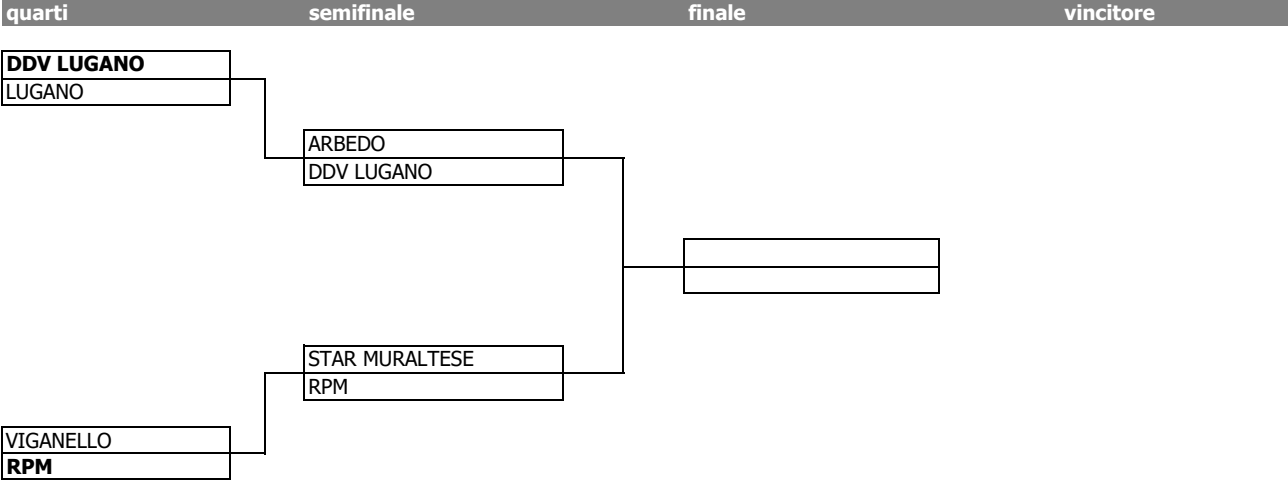 quarti semifinale finale vincitore
DDV LUGANO
LUGANO
ARBEDO
DDV LUGANO
STAR MURALTESE
RPM
VIGANELLO
RPM